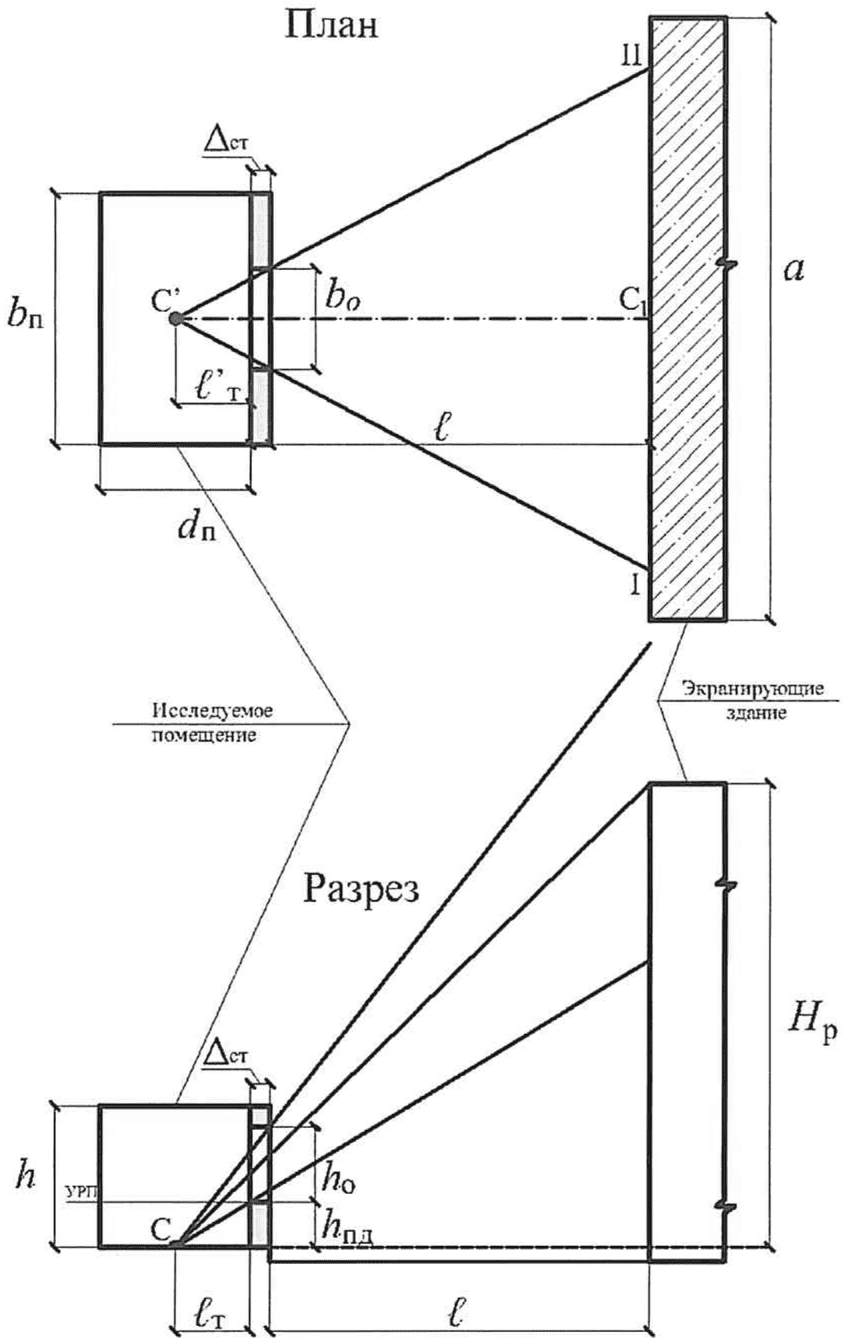 План
II
Δст
a
bп
C'
bо
C1
ℓ'т
ℓ
dп
I
Исследуемое
помещение
Экранирующие
здание
Разрез
Hр
Δст
h
УРП
hо
C
hпд
ℓт
ℓ